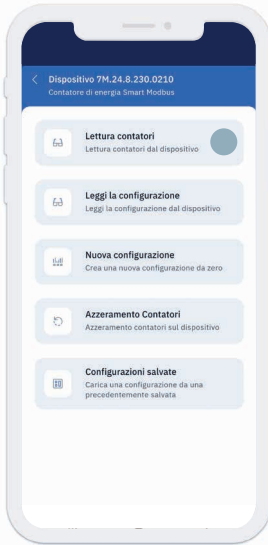 Dispositivo 7M.24.8.230.0210
Contatore di energia Smart Modbus
Lettura contatori
Lettura contatori dal dispositivo
Leggi la configurazione
Leggi la configurazione dal dispositivo
Nuova configurazione
Crea una nuova configurazione da zero
Azzeramento Contatori
Azzeramento contatori sul dispositivo
Configurazioni salvate
Carica una configurazione da una
precedentemente salvata